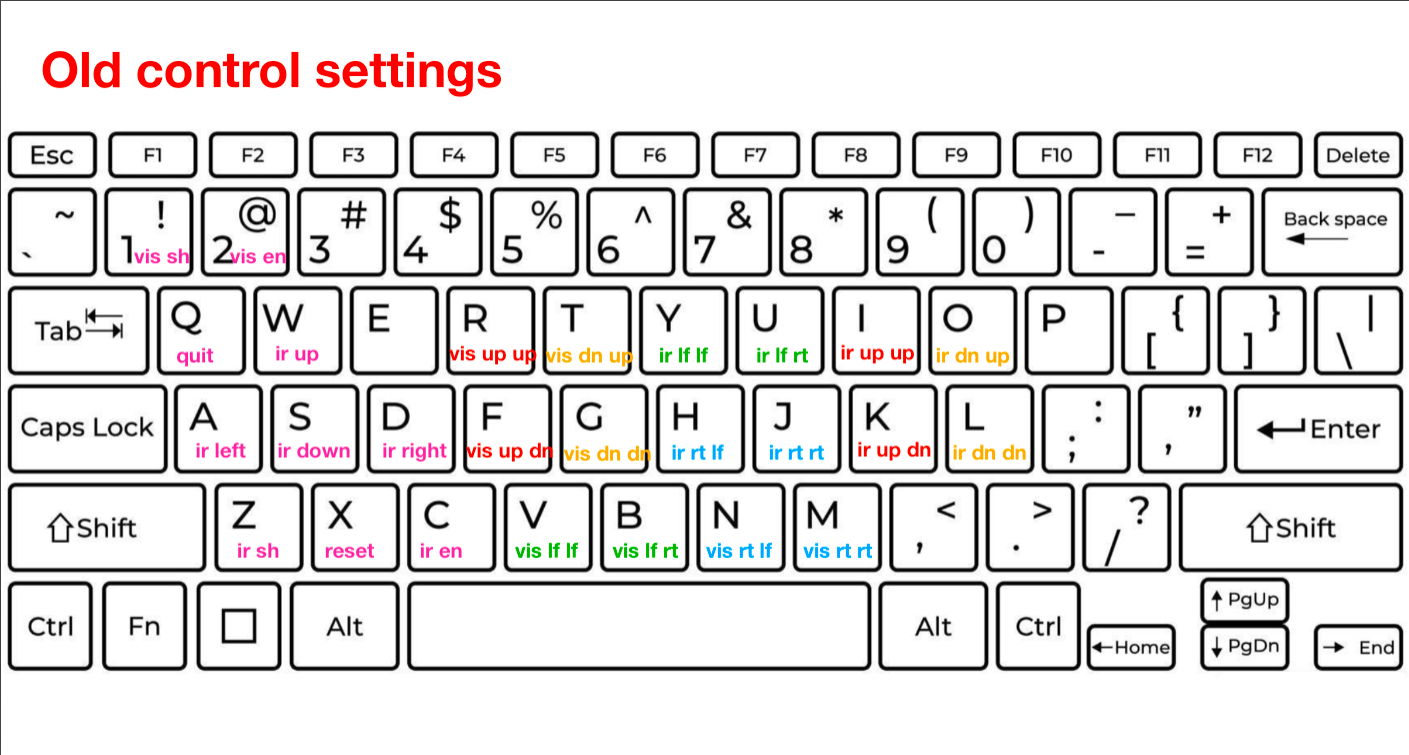 Old control settings
Esc F1 F2 F3 F4 F5 F6 F7 F8 F9 F10 F11 F12 Delete
~ ! @ # $ % ^ & * ( ) _ + Back space
` 1 vis sh 2 vis en 3 4 5 6 7 8 9 0 - =
Tab Q W E R T Y U I O P { } |
quit ir up vis up up vis dn up ir lf lf ir lf rt ir up up ir dn up [ ] \
Caps Lock A S D F G H J K L : " Enter
ir left ir down ir right vis up dn vis dn dn ir rt lf ir rt rt ir up dn ir dn dn ; ,
Shift Z X C V B N M < > ? Shift
ir sh reset ir en vis lf lf vis lf rt vis rt lf vis rt rt , . /
Ctrl Fn Alt Alt Ctrl Home PgUp PgDn End